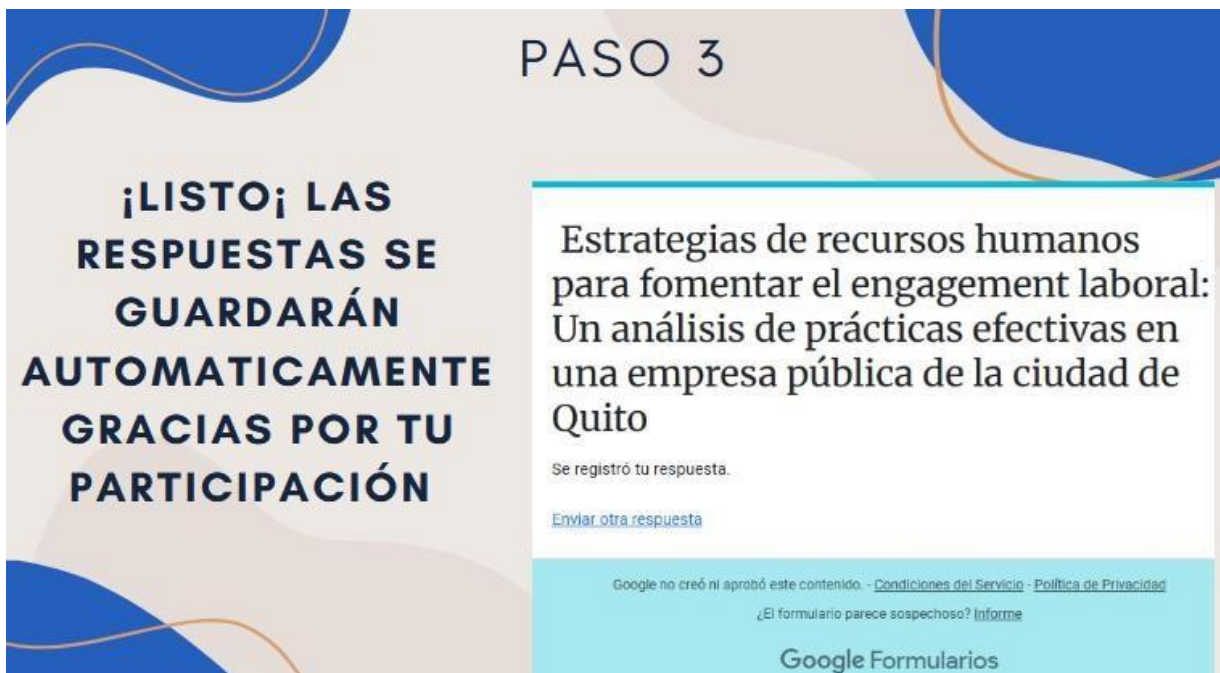 PASO 3
¡LISTO¡ LAS
RESPUESTAS SE
GUARDARÁN
AUTOMATICAMENTE
GRACIAS POR TU
PARTICIPACIÓN
Estrategias de recursos humanos
para fomentar el engagement laboral:
Un análisis de prácticas efectivas en
una empresa pública de la ciudad de
Quito
Se registró tu respuesta.
Enviar otra respuesta
Google no creó ni aprobó este contenido. - Condiciones del Servicio - Política de Privacidad
¿El formulario parece sospechoso? Informe
Google Formularios